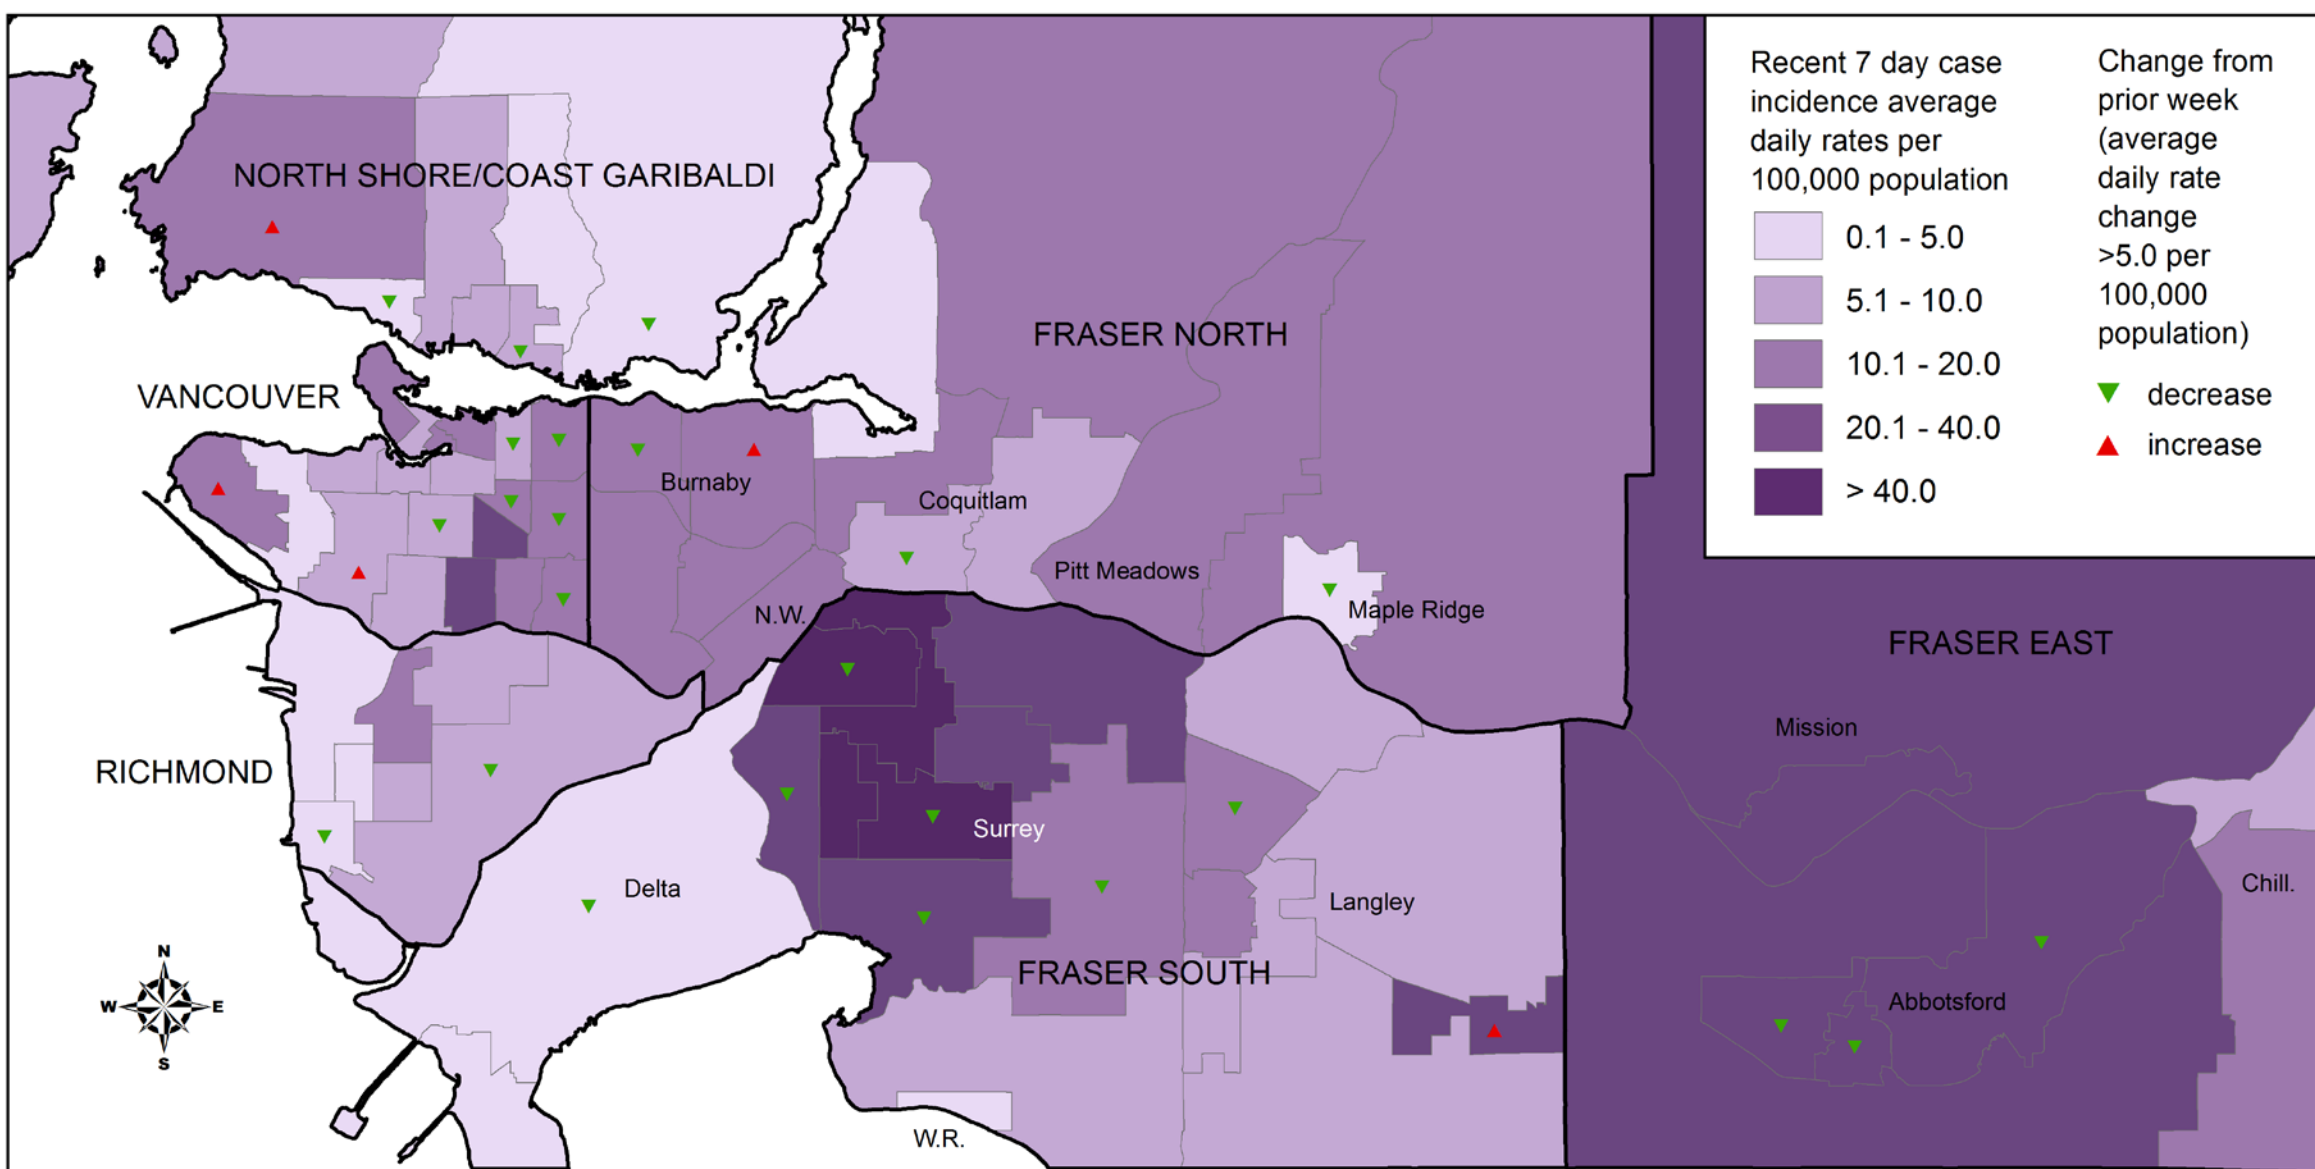 Recent 7 day case
incidence average
daily rates per
100,000 population
0.1 - 5.0
5.1 - 10.0
10.1 - 20.0
20.1 - 40.0
> 40.0
Change from
prior week
(average
daily rate
change
>5.0 per
100,000
population)
decrease
increase
NORTH SHORE/COAST GARIBALDI
FRASER NORTH
VANCOUVER
Burnaby
Coquitlam
Pitt Meadows
N.W.
Maple Ridge
FRASER EAST
Mission
RICHMOND
Surrey
Delta
Langley
Chill.
FRASER SOUTH
Abbotsford
W.R.
N
W
E
S